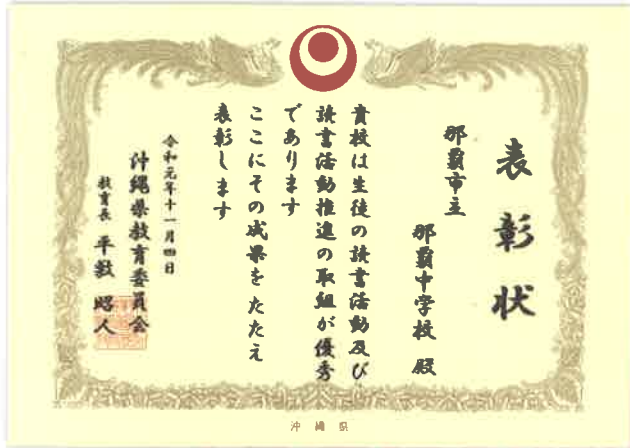 表彰状
那覇市立
那覇中学校 殿
貴校は生徒の読書活動及び
読書活動推進の取組が優秀
であります
ここにその成果をたたえ
表彰します
令和元年十一月四日
沖縄県教育委員会
教育長 平敷 昭人
沖縄県